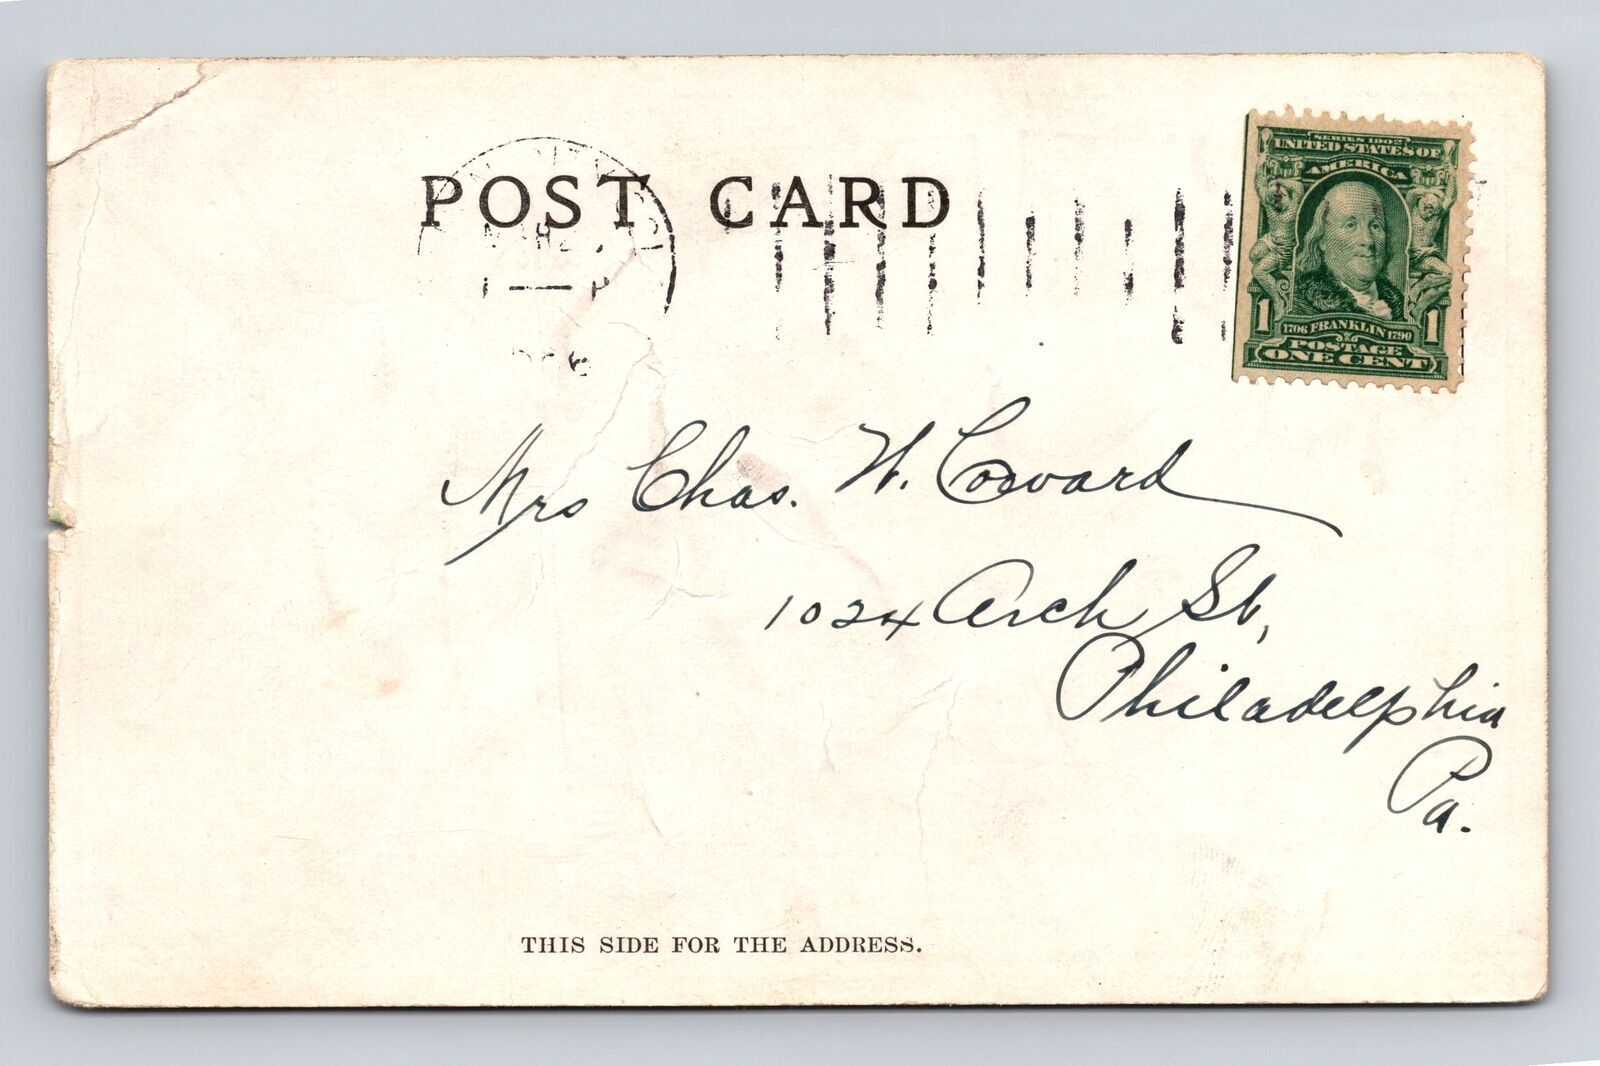 POST CARD
1 — P
SERIES 1902
UNITED STATES OF
AMERICA
1 1706 FRANKLIN 1790 1
POSTAGE
ONE CENT
Mrs Chas. W. Coward
1024 Arch St,
Philadelphia
Pa.
THIS SIDE FOR THE ADDRESS.